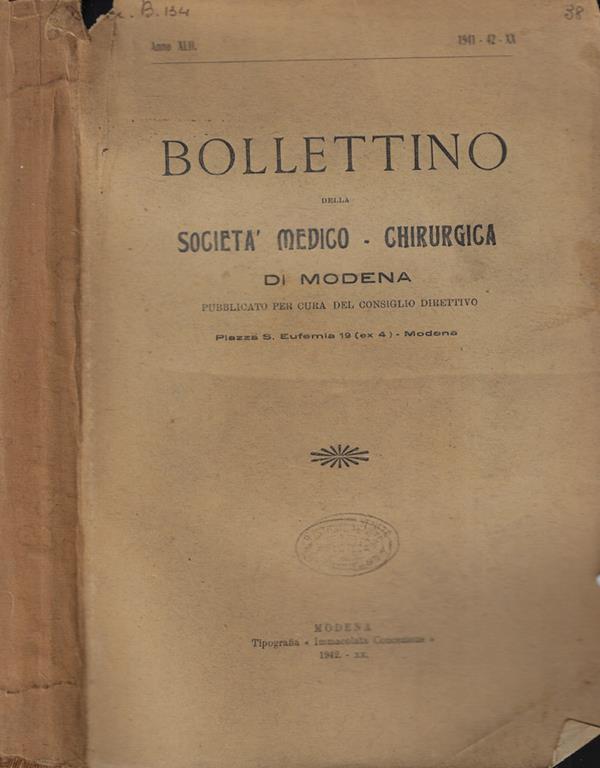 B. 134
38
Anno XLII. 1941 - 42 - XX
BOLLETTINO
DELLA
SOCIETA' MEDICO - CHIRURGICA
DI MODENA
PUBBLICATO PER CURA DEL CONSIGLIO DIRETTIVO
Piazza S. Eufemia 19 (ex 4) - Modena
MODENA
Tipografia « Immacolata Concezione »
1942. - XX.